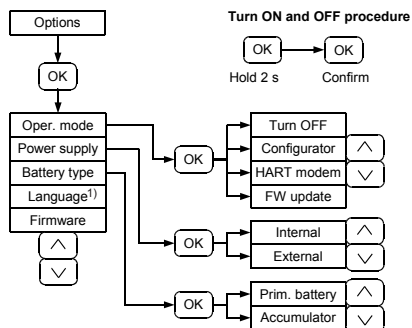 Options
OK
Turn ON and OFF procedure
OK
OK
Hold 2 s
Confirm
Oper. mode
Power supply
Battery type
Language1)
Firmware
OK
Turn OFF
Configurator
HART modem
FW update
OK
Internal
External
OK
Prim. battery
Accumulator